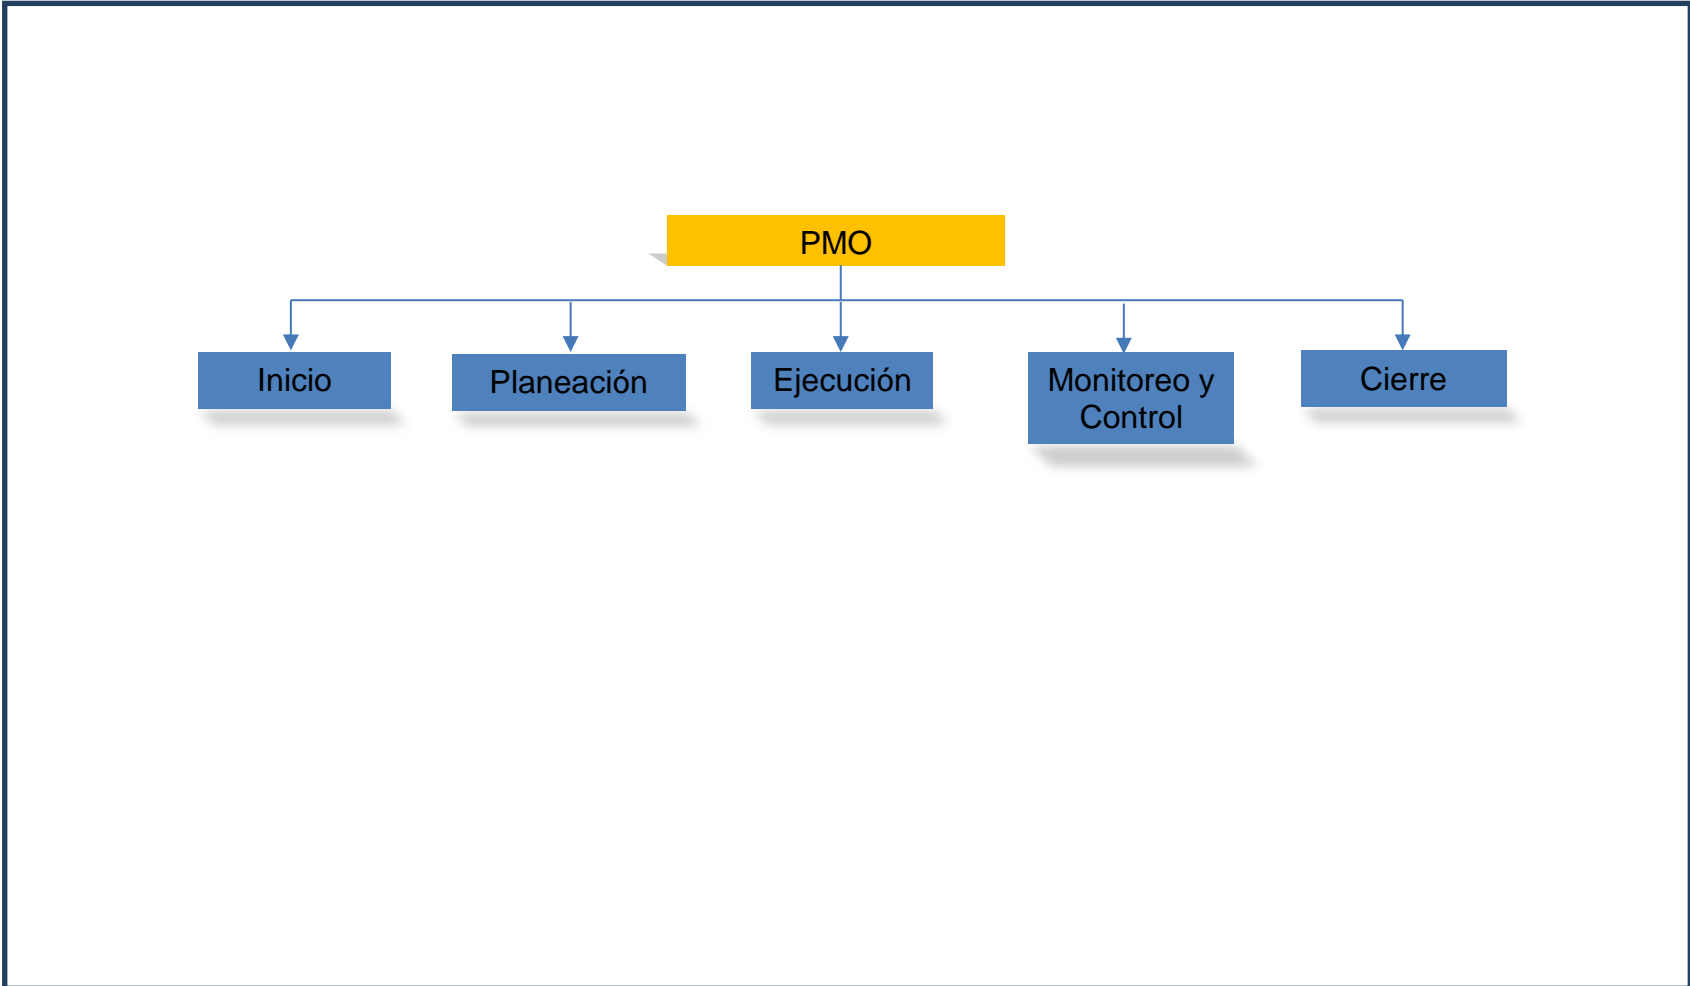 PMO
Inicio
Planeación
Ejecución
Monitoreo y
Control
Cierre